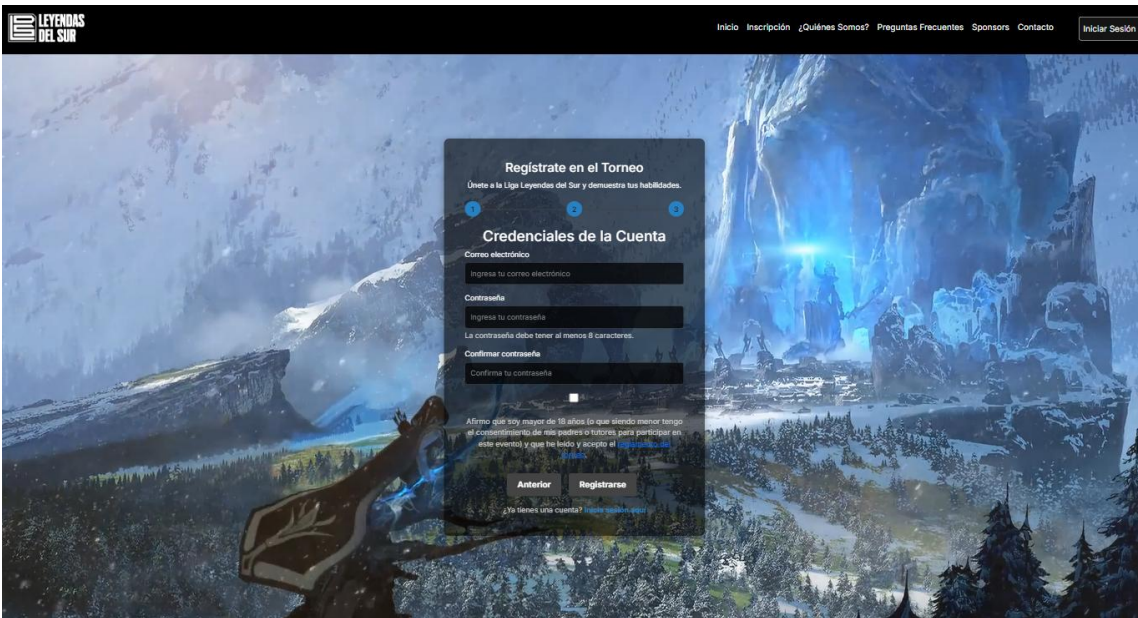 LEYENDAS
DEL SUR
Inicio Inscripción ¿Quiénes Somos? Preguntas Frecuentes Sponsors Contacto Iniciar Sesión
Regístrate en el Torneo
Únete a la Liga Leyendas del Sur y demuestra tus habilidades.
1 2 3
Credenciales de la Cuenta
Correo electrónico
Ingresa tu correo electrónico
Contraseña
Ingresa tu contraseña
La contraseña debe tener al menos 8 caracteres.
Confirmar contraseña
Confirma tu contraseña
Afirmo que soy mayor de 18 años (o que siendo menor tengo
el consentimiento de mis padres o tutores para participar en
este evento) y que he leído y acepto el
Anterior Registrarse
¿Ya tienes una cuenta? Inicia sesión aquí